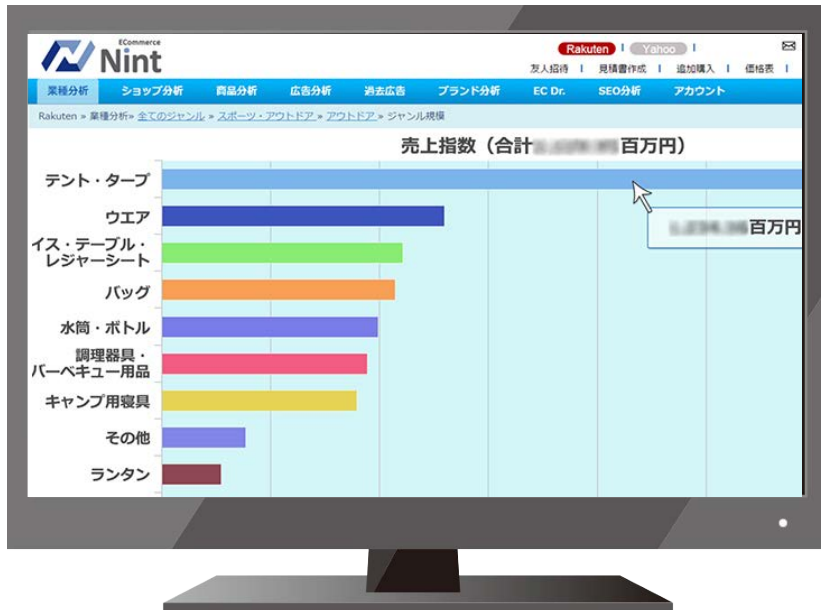 ECommerce
Nint
Rakuten | Yahoo |
友人招待 | 見積書作成 | 追加購入 | 価格表 |
業種分析 ショップ分析 商品分析 広告分析 過去広告 ブランド分析 EC Dr. SEO分析 アカウント
Rakuten » 業種分析» 全てのジャンル » スポーツ・アウトドア » アウトドア » ジャンル規模
売上指数（合計 百万円）
テント・タープ
百万円
ウエア
イス・テーブル・
レジャーシート
バッグ
水筒・ボトル
調理器具・
バーベキュー用品
キャンプ用寝具
その他
ランタン